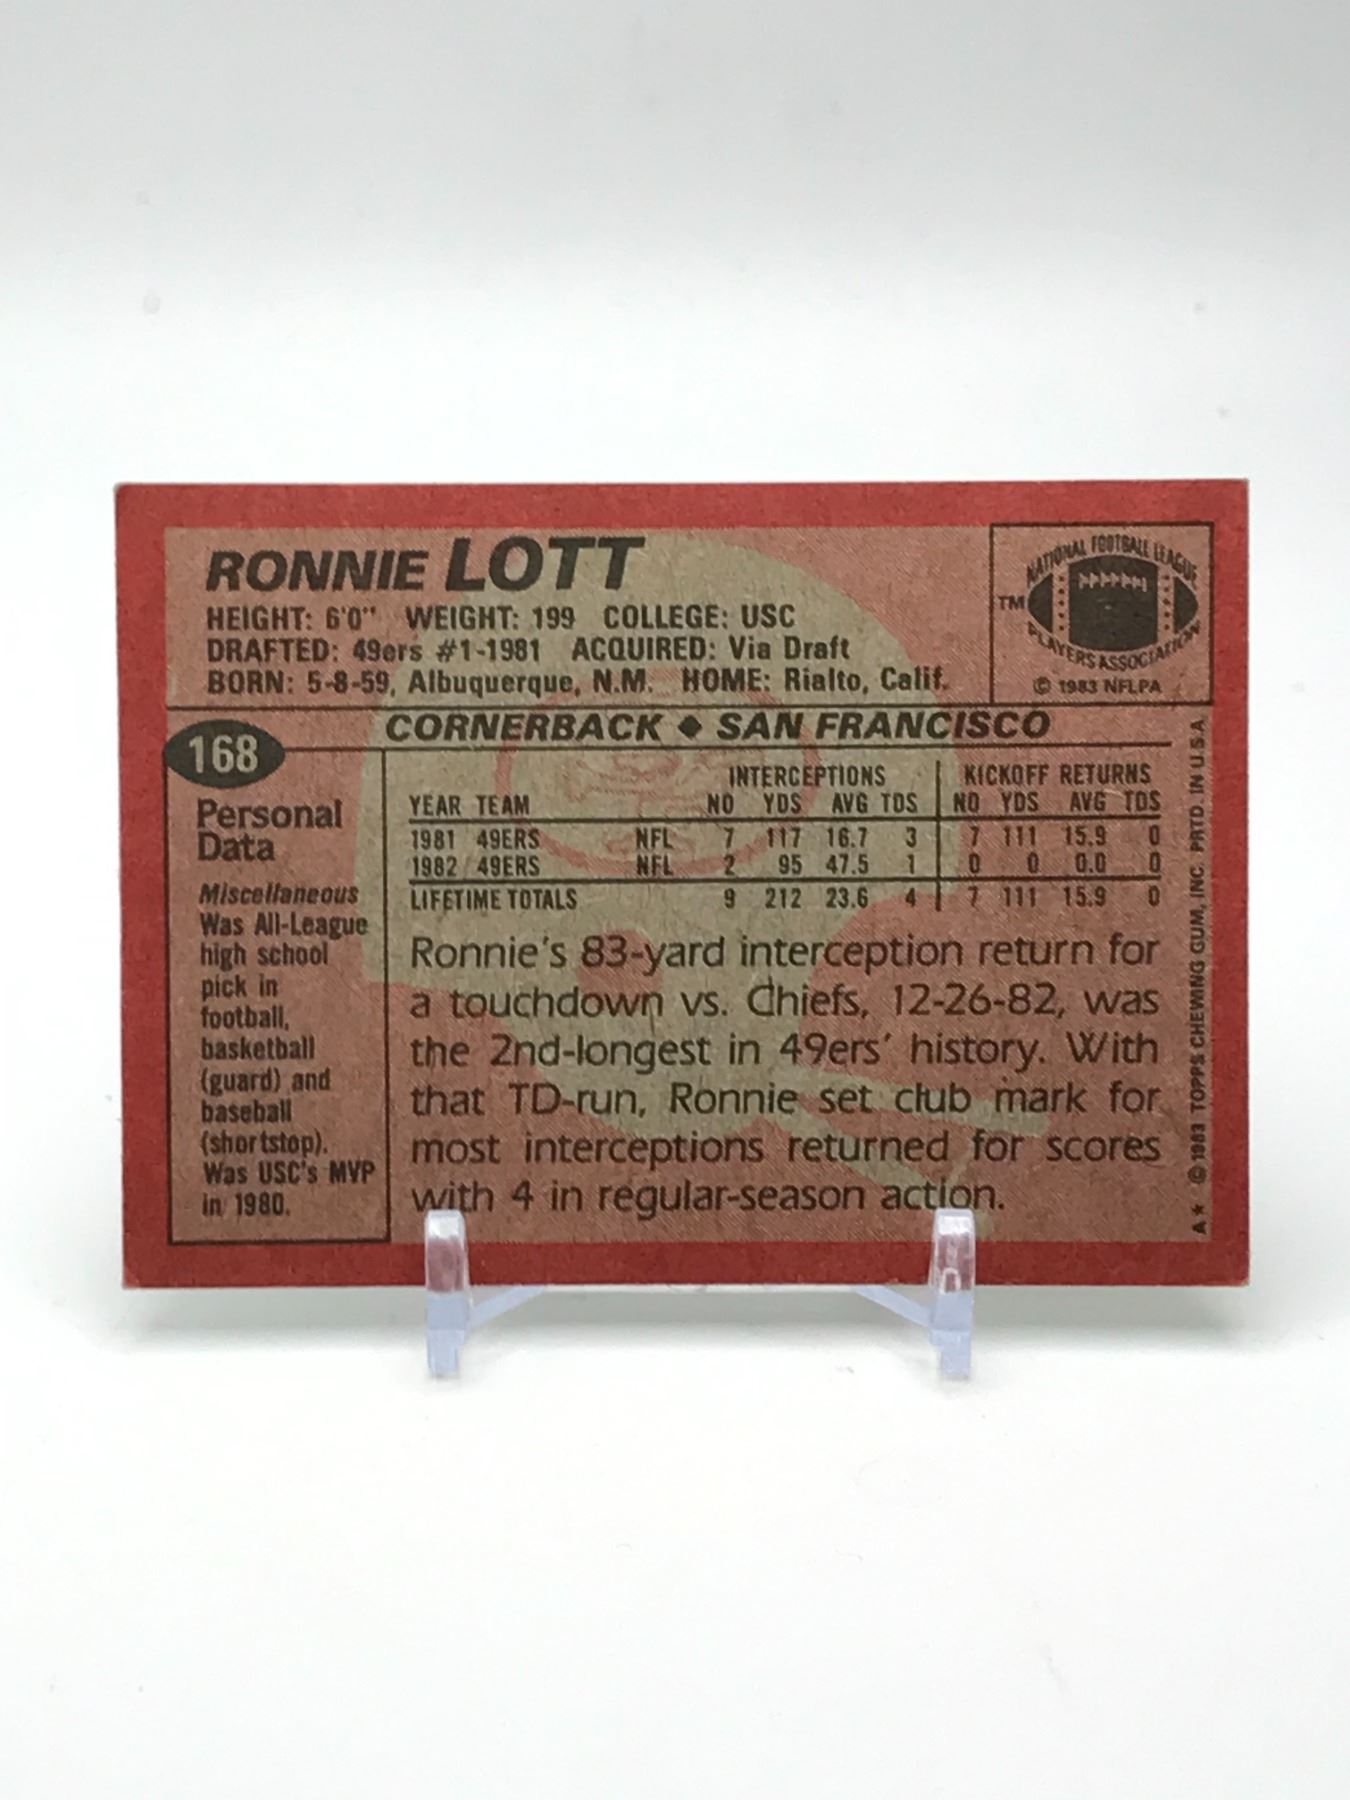 RONNIE LOTT
HEIGHT: 6'0" WEIGHT: 199 COLLEGE: USC
DRAFTED: 49ers #1-1981 ACQUIRED: Via Draft
BORN: 5-8-59, Albuquerque, N.M. HOME: Rialto, Calif.
NATIONAL FOOTBALL LEAGUE
TM
PLAYERS ASSOCIATION
© 1983 NFLPA
CORNERBACK ♦ SAN FRANCISCO
168
Personal
Data
Miscellaneous
Was All-League
high school
pick in
football,
basketball
(guard) and
baseball
(shortstop).
Was USC's MVP
in 1980.
INTERCEPTIONS KICKOFF RETURNS
YEAR TEAM NO YDS AVG TDS NO YDS AVG TDS
1981 49ERS NFL 7 117 16.7 3 7 111 15.9 0
1982 49ERS NFL 2 95 47.5 1 0 0 0.0 0
LIFETIME TOTALS 9 212 23.6 4 7 111 15.9 0
Ronnie's 83-yard interception return for
a touchdown vs. Chiefs, 12-26-82, was
the 2nd-longest in 49ers' history. With
that TD-run, Ronnie set club mark for
most interceptions returned for scores
with 4 in regular-season action.
A★ © 1983 TOPPS CHEWING GUM, INC. PRTD. IN U.S.A.